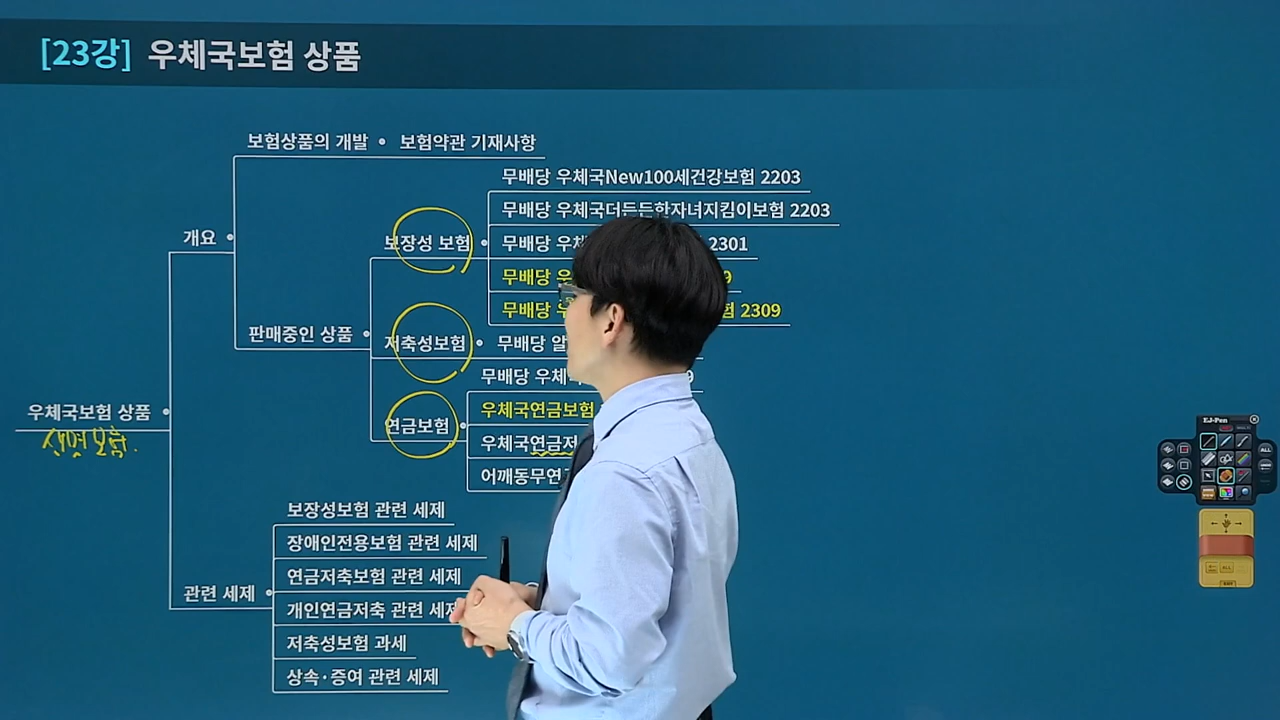 [23강] 우체국보험 상품
보험상품의 개발 • 보험약관 기재사항
무배당 우체국New100세건강보험 2203
무배당 우체국더든든한자녀지킴이보험 2203
개요
보장성 보험
무배당 우체 2301
무배당 우 9
무배당 우 험 2309
판매중인 상품
저축성보험 • 무배당 알
무배당 우체 9
우체국보험 상품
생명보험.
연금보험
우체국연금보험
우체국연금저
어깨동무연
보장성보험 관련 세제
장애인전용보험 관련 세제
연금저축보험 관련 세제
관련 세제
개인연금저축 관련 세제
저축성보험 과세
상속·증여 관련 세제
EJ-Pen
ALL
ALL